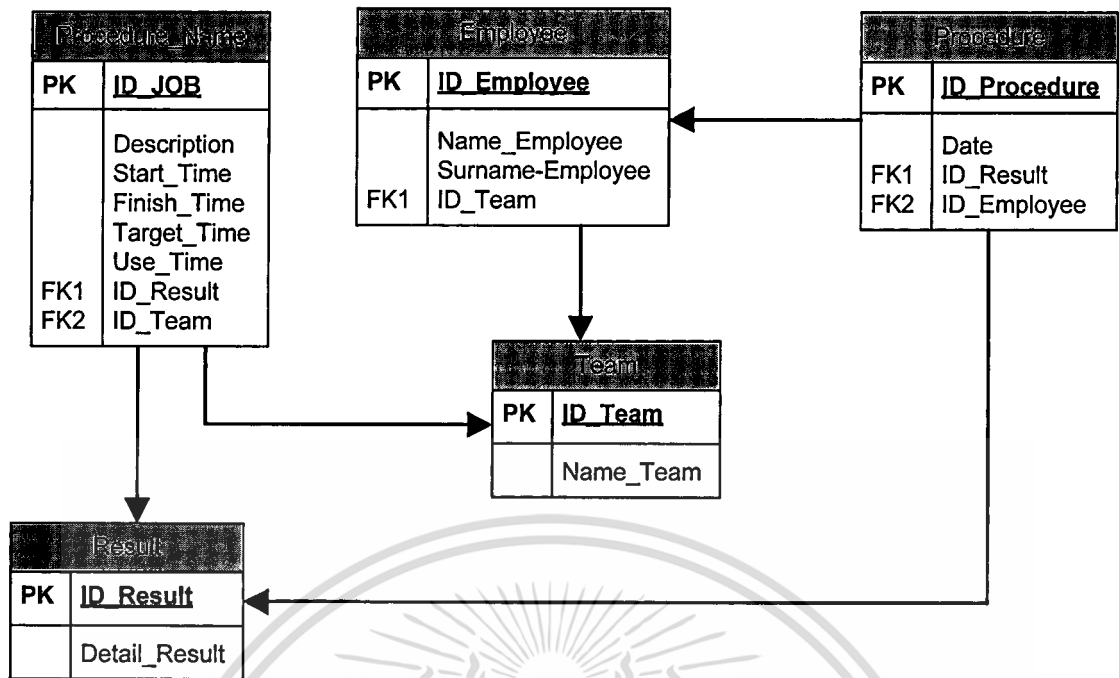 Procedure_Name
PK ID_JOB
Description
Start_Time
Finish_Time
Target_Time
Use_Time
FK1 ID_Result
FK2 ID_Team
Employee
PK ID_Employee
Name_Employee
Surname-Employee
FK1 ID_Team
Procedure
PK ID_Procedure
Date
FK1 ID_Result
FK2 ID_Employee
Team
PK ID_Team
Name_Team
Result
PK ID_Result
Detail_Result